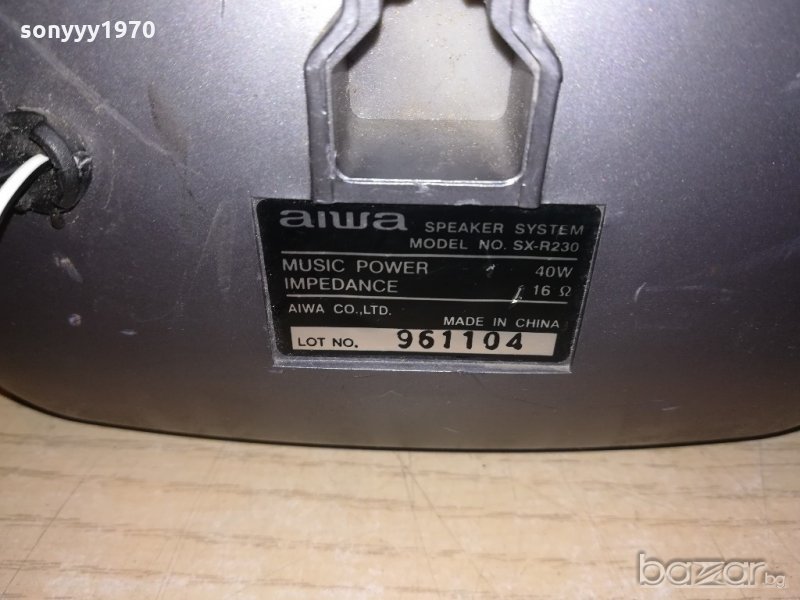 sonyyy1970
aiwa SPEAKER SYSTEM
MODEL NO. SX-R230
MUSIC POWER 40W
IMPEDANCE 16 Ω
AIWA CO.,LTD.
MADE IN CHINA
LOT NO. 961104
bazar.bg